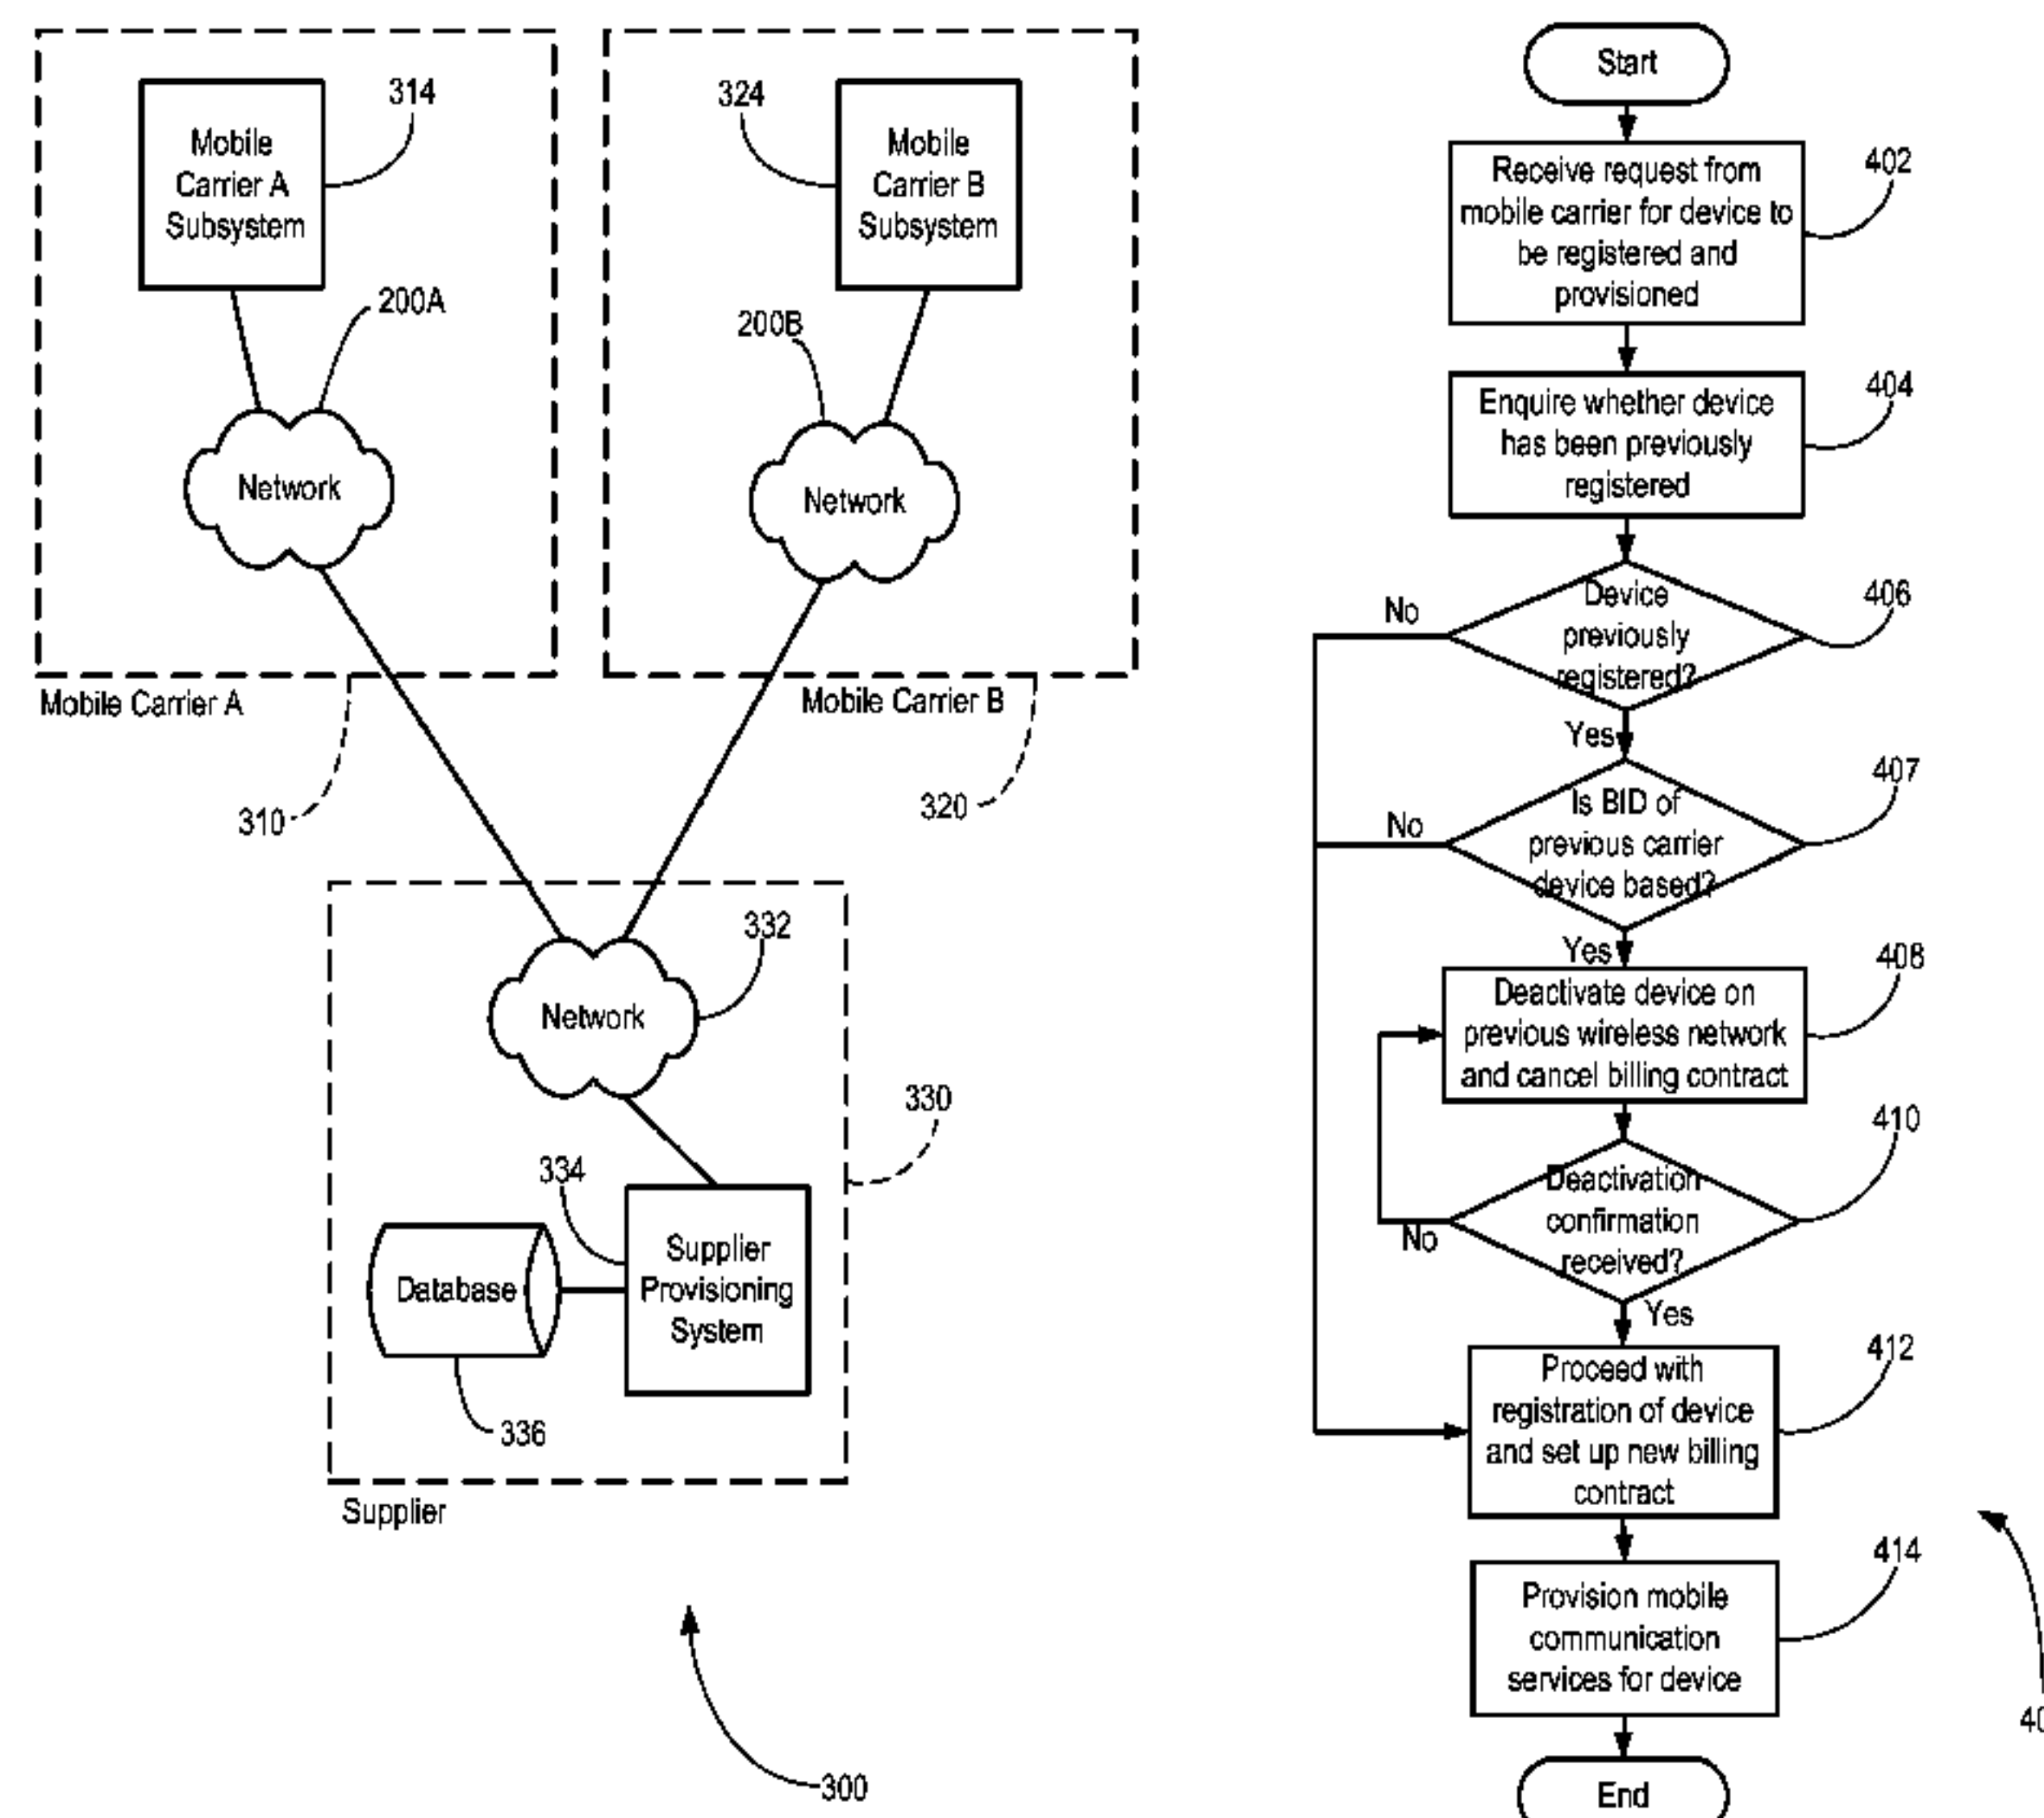 Mobile
Carrier A
Subsystem
314
200A
Network
Mobile Carrier A
310
324
Mobile
Carrier B
Subsystem
200B
Network
Mobile Carrier B
320
332
Network
330
334
Database
Supplier
Provisioning
System
336
Supplier
300
Start
Receive request from
mobile carrier for device to
be registered and
provisioned
402
Enquire whether device
has been previously
registered
404
Device
previously
registered?
406
No
Yes
Is BID of
previous carrier
device based?
407
No
Yes
Deactivate device on
previous wireless network
and cancel billing contract
408
Deactivation
confirmation
received?
410
No
Yes
Proceed with
registration of device
and set up new billing
contract
412
Provision mobile
communication
services for device
414
End